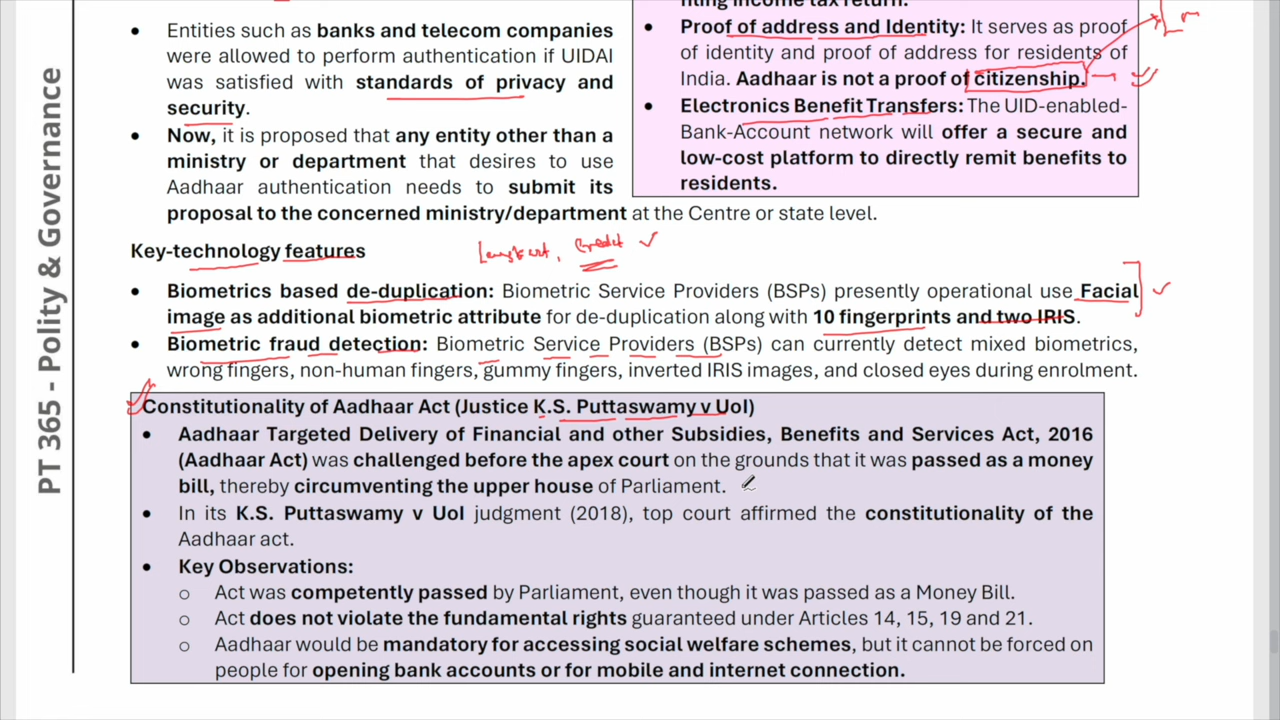 PT 365 - Polity & Governance
• Entities such as banks and telecom companies
were allowed to perform authentication if UIDAI
was satisfied with standards of privacy and
security.
• Now, it is proposed that any entity other than a
ministry or department that desires to use
Aadhaar authentication needs to submit its
proposal to the concerned ministry/department at the Centre or state level.
filing income tax return.
• Proof of address and Identity: It serves as proof
of identity and proof of address for residents of
India. Aadhaar is not a proof of citizenship.
• Electronics Benefit Transfers: The UID-enabled-
Bank-Account network will offer a secure and
low-cost platform to directly remit benefits to
residents.
Key-technology features
• Biometrics based de-duplication: Biometric Service Providers (BSPs) presently operational use Facial
image as additional biometric attribute for de-duplication along with 10 fingerprints and two IRIS.
• Biometric fraud detection: Biometric Service Providers (BSPs) can currently detect mixed biometrics,
wrong fingers, non-human fingers, gummy fingers, inverted IRIS images, and closed eyes during enrolment.
Constitutionality of Aadhaar Act (Justice K.S. Puttaswamy v UoI)
• Aadhaar Targeted Delivery of Financial and other Subsidies, Benefits and Services Act, 2016
(Aadhaar Act) was challenged before the apex court on the grounds that it was passed as a money
bill, thereby circumventing the upper house of Parliament.
• In its K.S. Puttaswamy v UoI judgment (2018), top court affirmed the constitutionality of the
Aadhaar act.
• Key Observations:
o Act was competently passed by Parliament, even though it was passed as a Money Bill.
o Act does not violate the fundamental rights guaranteed under Articles 14, 15, 19 and 21.
o Aadhaar would be mandatory for accessing social welfare schemes, but it cannot be forced on
people for opening bank accounts or for mobile and internet connection.